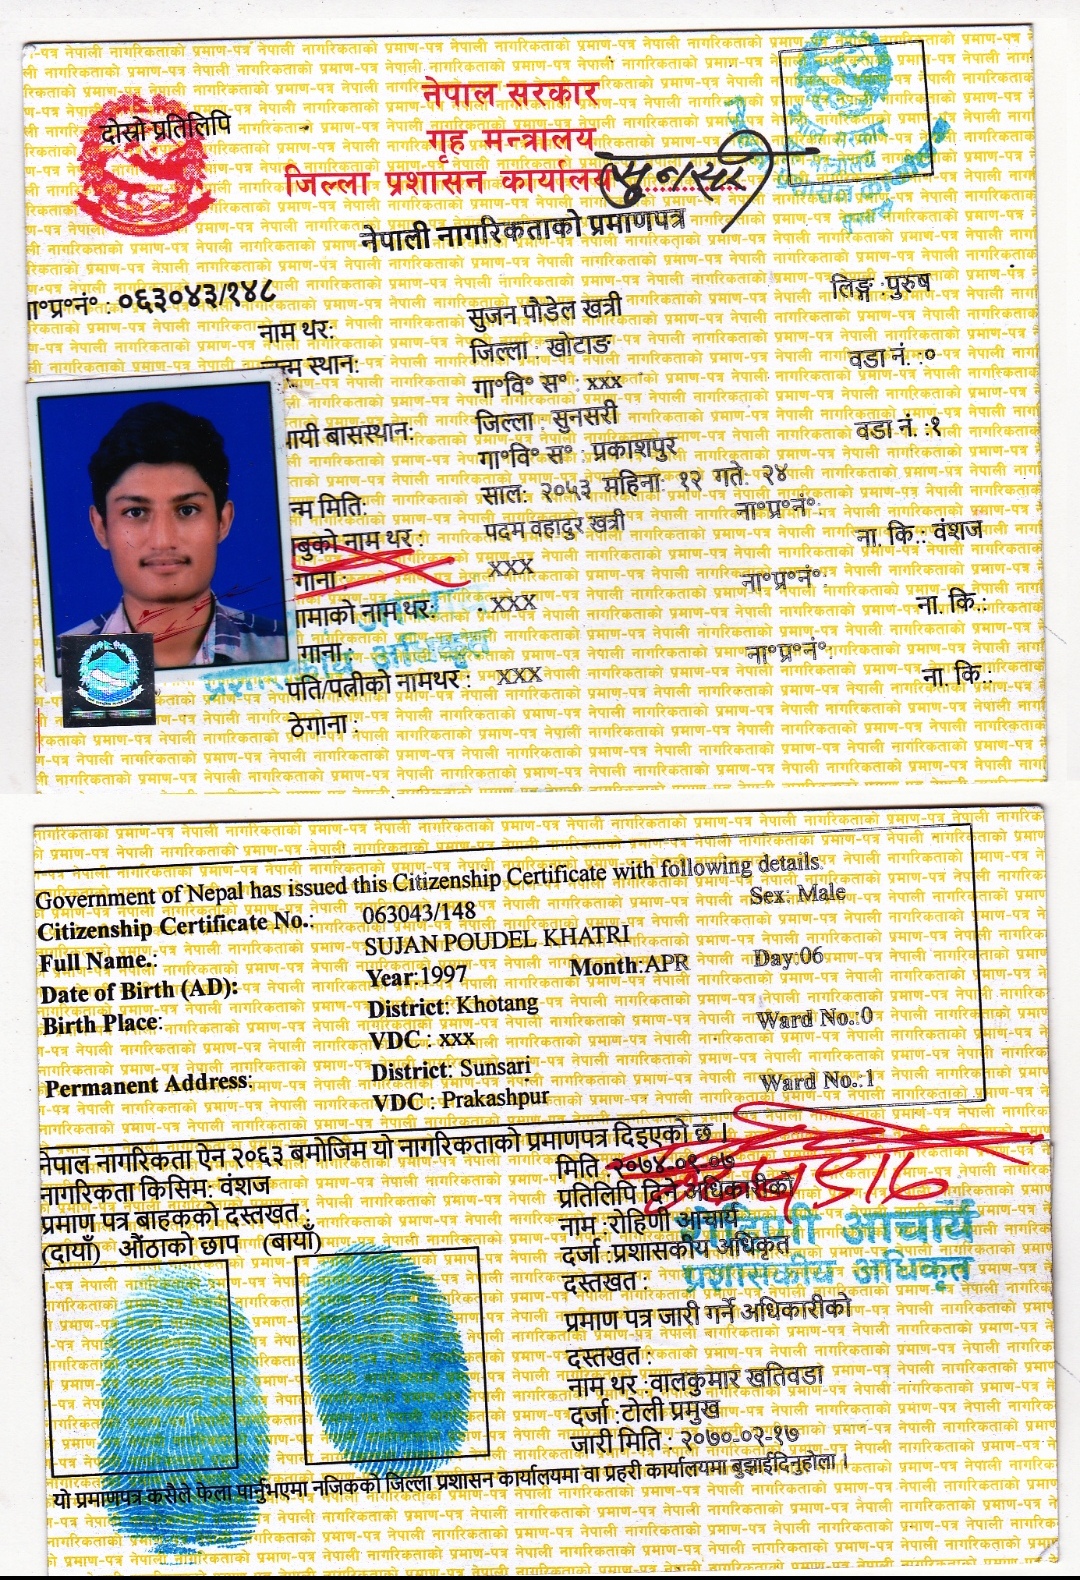 दोस्रो प्रतिलिपि
नेपाल सरकार
गृह मन्त्रालय
जिल्ला प्रशासन कार्यालय सुनसरी
नेपाली नागरिकताको प्रमाणपत्र
ना॰प्र॰नं॰ : ०६३०४३/१४८
लिङ्ग :पुरुष
नाम थर: सुजन पौडेल खत्री
जन्म स्थान: जिल्ला : खोटाङ
गा॰वि॰ स॰ : xxx वडा नं. :०
स्थायी बासस्थान: जिल्ला : सुनसरी
गा॰वि॰ स॰ : प्रकाशपुर वडा नं. :१
जन्म मिति: साल: २०५३ महिना: १२ गते: २४
बाबुको नाम थर : पदम वहादुर खत्री ना॰प्र॰नं॰:
ठेगाना : xxx ना. कि.: वंशज
आमाको नाम थर: xxx ना॰प्र॰नं॰:
ठेगाना : ना. कि.:
पति/पत्नीको नामथर : xxx ना॰प्र॰नं॰:
ठेगाना : ना. कि.:
प्रशासकीय अधिकृत
Government of Nepal has issued this Citizenship Certificate with following details.
Citizenship Certificate No.: 063043/148 Sex: Male
Full Name.: SUJAN POUDEL KHATRI
Date of Birth (AD): Year:1997 Month:APR Day:06
Birth Place: District: Khotang
VDC : xxx Ward No.:0
Permanent Address: District: Sunsari
VDC : Prakashpur Ward No.:1
नेपाल नागरिकता ऐन २०६३ बमोजिम यो नागरिकताको प्रमाणपत्र दिइएको छ ।
नागरिकता किसिम: वंशज
प्रमाण पत्र बाहकको दस्तखत :
(दायाँ) औंठाको छाप (बायाँ)
मिति :२०७४-०९-०७
प्रतिलिपि दिने अधिकारीको
नाम :रोहिणी आचार्य
दर्जा :प्रशासकीय अधिकृत
दस्तखत :
रोहिणी आचार्य
प्रशासकीय अधिकृत
प्रमाण पत्र जारी गर्ने अधिकारीको
दस्तखत :
नाम थर :वालकुमार खतिवडा
दर्जा :टोली प्रमुख
जारी मिति : २०७०-०२-१७
यो प्रमाणपत्र कसैले फेला पार्नुभएमा नजिकको जिल्ला प्रशासन कार्यालयमा वा प्रहरी कार्यालयमा बुझाईदिनुहोला ।